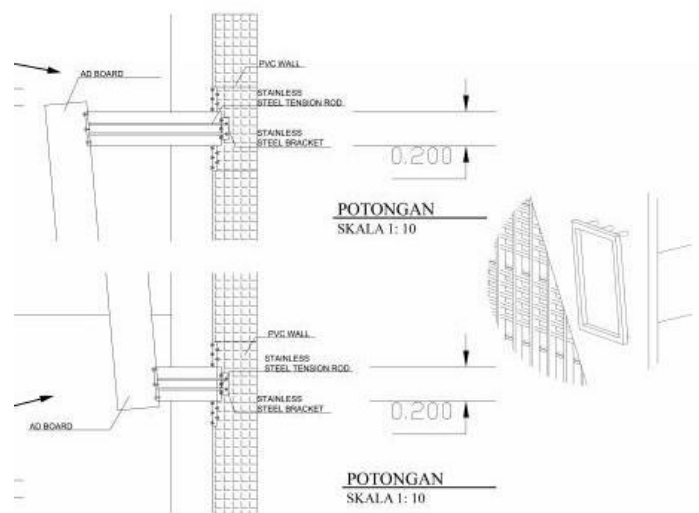 AD BOARD
PVC WALL
STAINLESS
STEEL TENSION ROD
STAINLESS
STEEL BRACKET
0.200
POTONGAN
SKALA 1: 10
PVC WALL
STAINLESS
STEEL TENSION ROD
STAINLESS
STEEL BRACKET
0.200
AD BOARD
POTONGAN
SKALA 1: 10